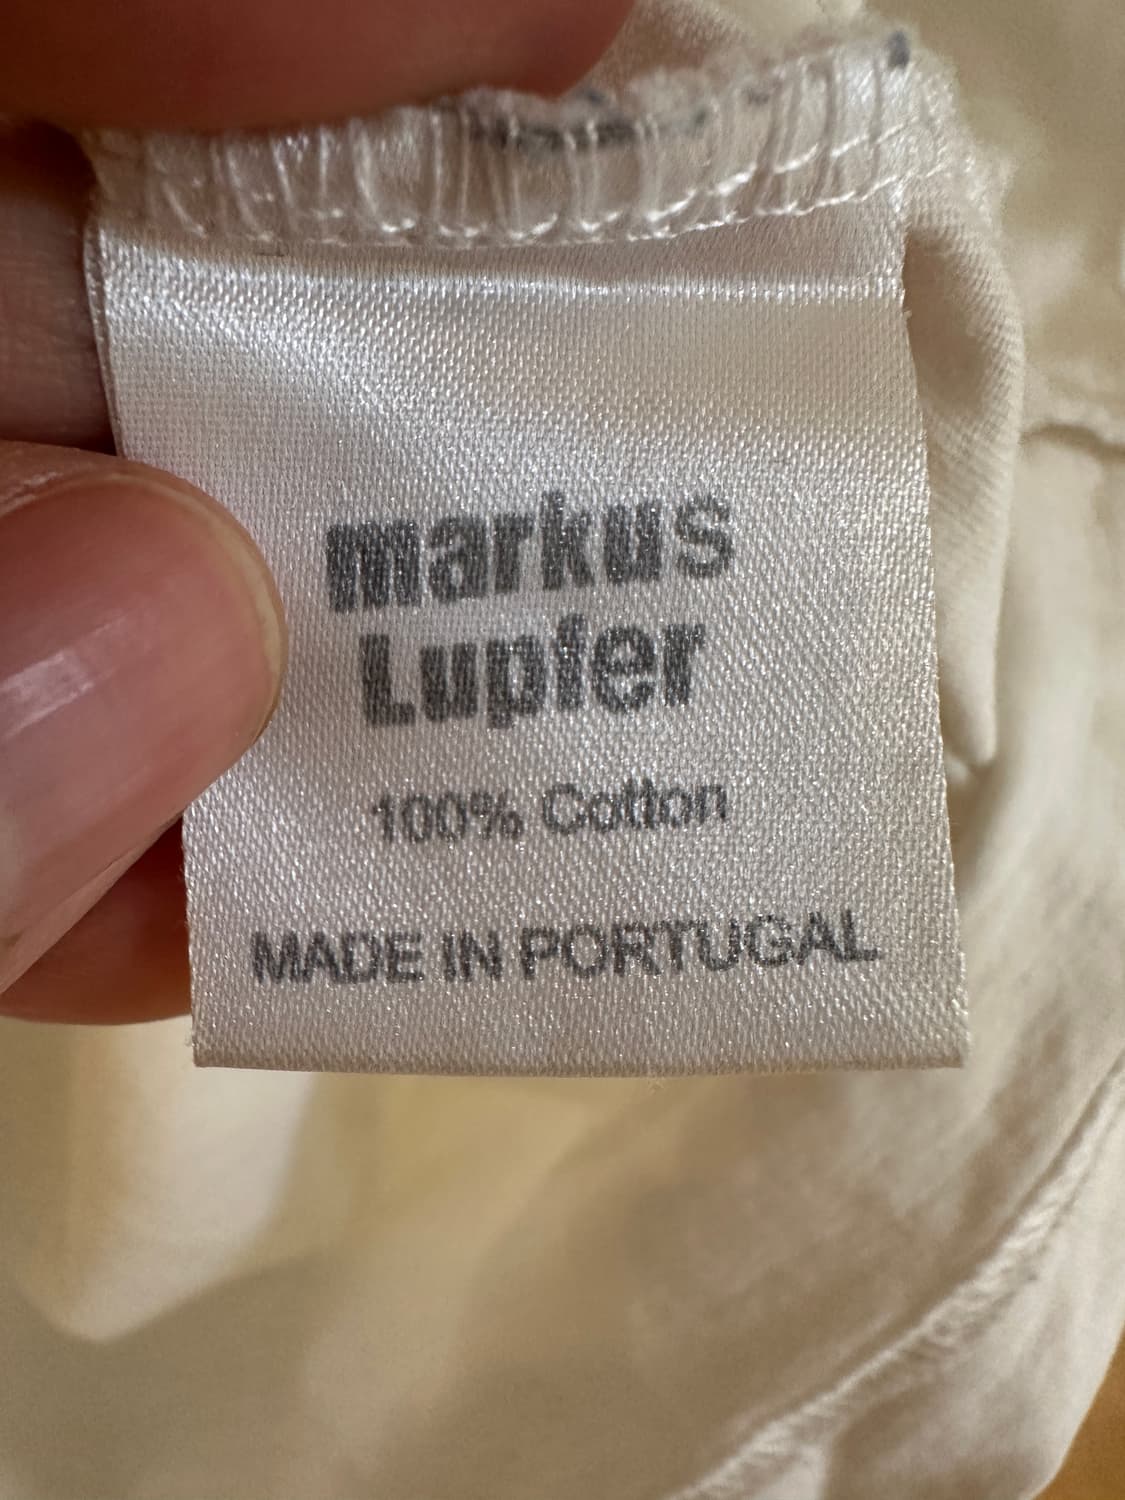 markus
Lupfer
100% Cotton
MADE IN PORTUGAL